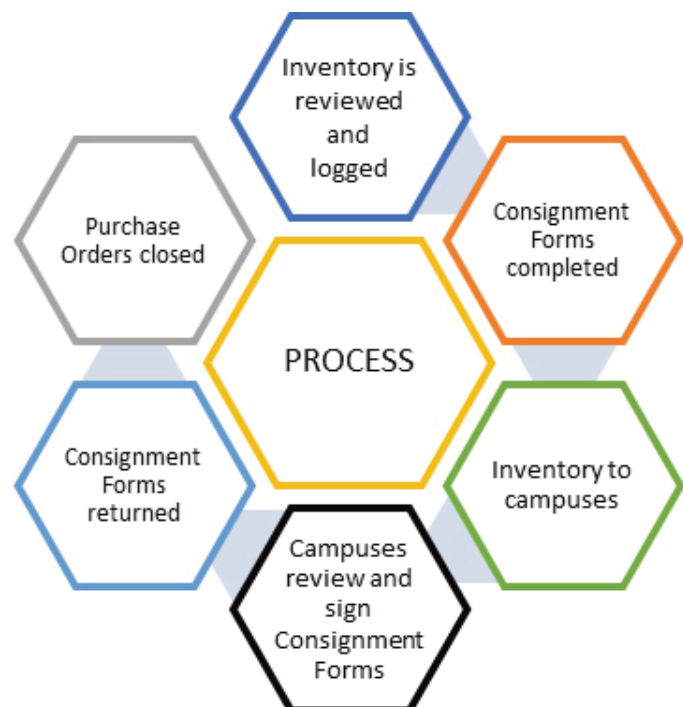 Inventory is
reviewed
and
logged
Consignment
Forms
completed
Inventory to
campuses
Campuses
review and
sign
Consignment
Forms
Consignment
Forms
returned
Purchase
Orders closed
PROCESS